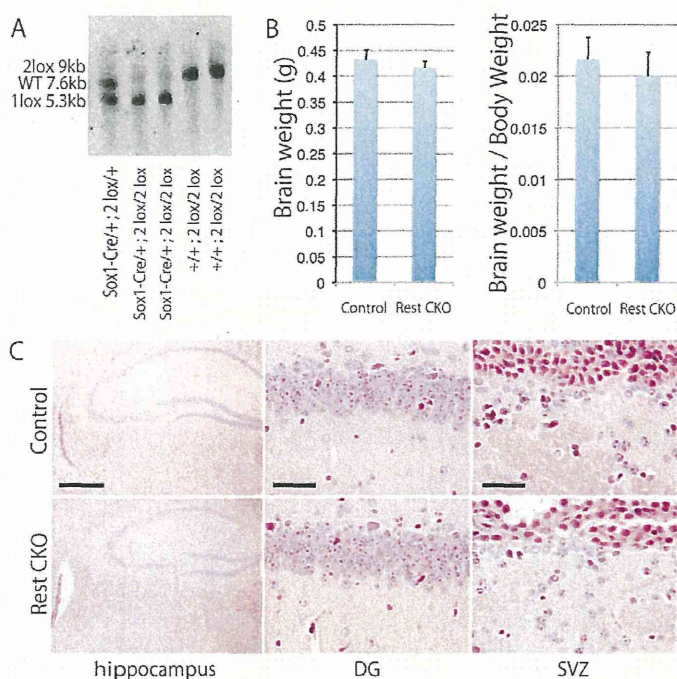 A
2lox 9kb
WT 7.6kb
1lox 5.3kb
Sox1-Cre/+; 2 lox/+
Sox1-Cre/+; 2 lox/2 lox
Sox1-Cre/+; 2 lox/2 lox
+/+; 2 lox/2 lox
+/+; 2 lox/2 lox
B
Brain weight (g)
0.5
0.45
0.4
0.35
0.3
0.25
0.2
0.15
0.1
0.05
0
Control Rest CKO
Brain weight / Body Weight
0.025
0.02
0.015
0.01
0.005
0
Control Rest CKO
C
Control
Rest CKO
hippocampus
DG
SVZ